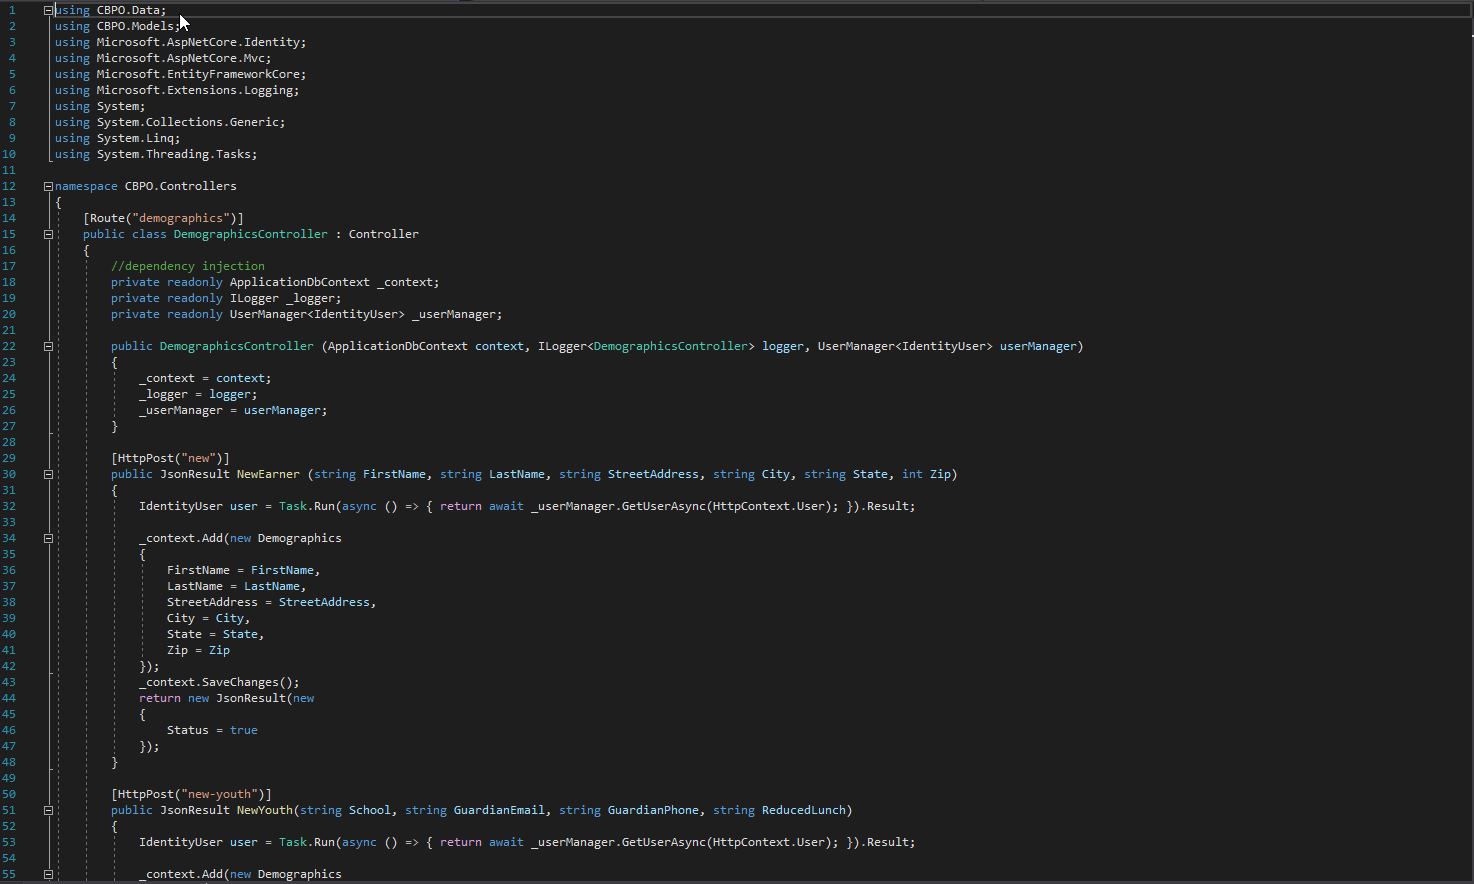 1 using CBPO.Data;
2 using CBPO.Models;
3 using Microsoft.AspNetCore.Identity;
4 using Microsoft.AspNetCore.Mvc;
5 using Microsoft.EntityFrameworkCore;
6 using Microsoft.Extensions.Logging;
7 using System;
8 using System.Collections.Generic;
9 using System.Linq;
10 using System.Threading.Tasks;
11
12 namespace CBPO.Controllers
13 {
14 [Route("demographics")]
15 public class DemographicsController : Controller
16 {
17 //dependency injection
18 private readonly ApplicationDbContext _context;
19 private readonly ILogger _logger;
20 private readonly UserManager<IdentityUser> _userManager;
21
22 public DemographicsController (ApplicationDbContext context, ILogger<DemographicsController> logger, UserManager<IdentityUser> userManager)
23 {
24 _context = context;
25 _logger = logger;
26 _userManager = userManager;
27 }
28
29 [HttpPost("new")]
30 public JsonResult NewEarner (string FirstName, string LastName, string StreetAddress, string City, string State, int Zip)
31 {
32 IdentityUser user = Task.Run(async () => { return await _userManager.GetUserAsync(HttpContext.User); }).Result;
33
34 _context.Add(new Demographics
35 {
36 FirstName = FirstName,
37 LastName = LastName,
38 StreetAddress = StreetAddress,
39 City = City,
40 State = State,
41 Zip = Zip
42 });
43 _context.SaveChanges();
44 return new JsonResult(new
45 {
46 Status = true
47 });
48 }
49
50 [HttpPost("new-youth")]
51 public JsonResult NewYouth(string School, string GuardianEmail, string GuardianPhone, string ReducedLunch)
52 {
53 IdentityUser user = Task.Run(async () => { return await _userManager.GetUserAsync(HttpContext.User); }).Result;
54
55 _context.Add(new Demographics